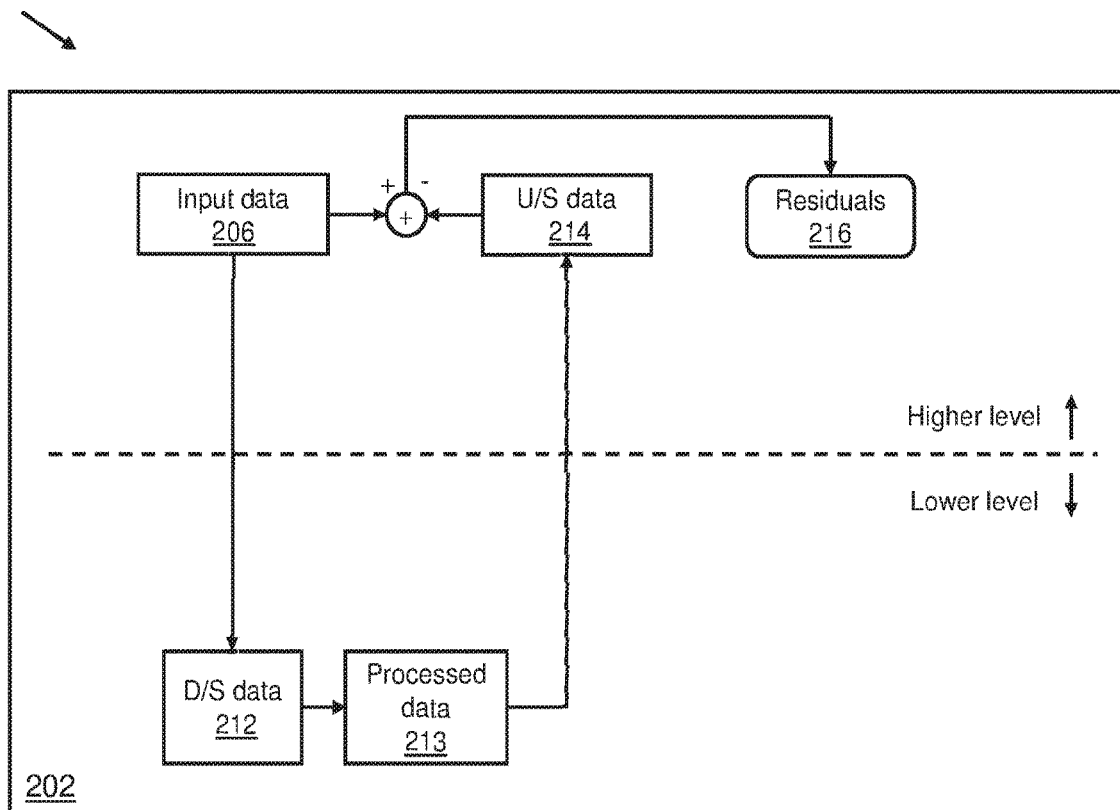 + -
Input data
206
+
U/S data
214
Residuals
216
Higher level
Lower level
D/S data
212
Processed
data
213
202